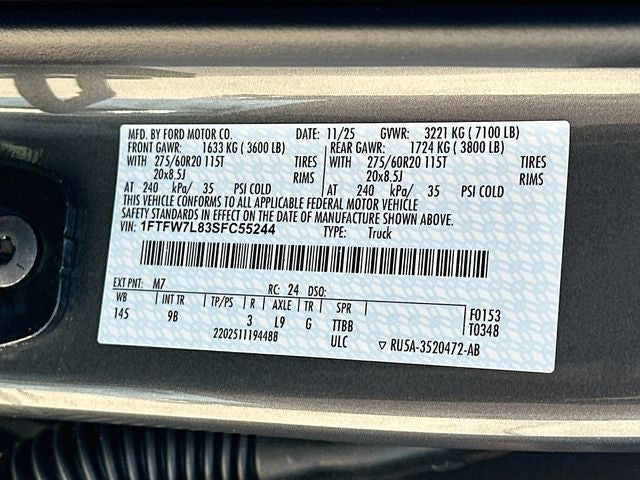 MFD. BY FORD MOTOR CO. DATE: 11/25 GVWR: 3221 KG ( 7100 LB)
FRONT GAWR: 1633 KG ( 3600 LB) REAR GAWR: 1724 KG ( 3800 LB)
WITH 275/60R20 115T TIRES WITH 275/60R20 115T TIRES
20x8.5J RIMS 20x8.5J RIMS
AT 240 kPa/ 35 PSI COLD AT 240 kPa/ 35 PSI COLD
THIS VEHICLE CONFORMS TO ALL APPLICABLE FEDERAL MOTOR VEHICLE
SAFETY STANDARDS IN EFFECT ON THE DATE OF MANUFACTURE SHOWN ABOVE.
VIN: 1FTFW7L83SFC55244 TYPE: Truck
EXT PNT: M7 RC: 24 DSO:
WB INT TR TP/PS R AXLE TR SPR F0153
145 9B 3 L9 G TTBB T0348
2202511194488 ULC ▽ RU5A-3520472-AB